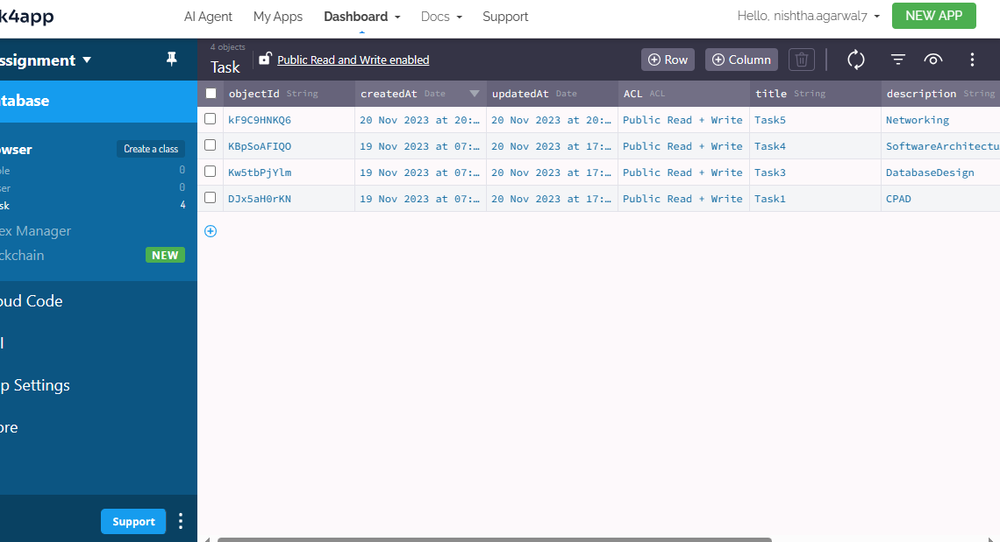 k4app
AI Agent My Apps Dashboard Docs Support
Hello, nishtha.agarwal7 NEW APP
ssignment
4 objects
Task Public Read and Write enabled
Row Column
tabase
objectId String createdAt Date updatedAt Date ACL ACL title String description String
kF9C9HNKQ6 20 Nov 2023 at 20:... 20 Nov 2023 at 20:... Public Read + Write Task5 Networking
KBpSoAFIQO 19 Nov 2023 at 07:... 20 Nov 2023 at 17:... Public Read + Write Task4 SoftwareArchitectu
Kw5tbPjYlm 19 Nov 2023 at 07:... 20 Nov 2023 at 17:... Public Read + Write Task3 DatabaseDesign
DJx5aH0rKN 19 Nov 2023 at 07:... 20 Nov 2023 at 17:... Public Read + Write Task1 CPAD
owser Create a class
ole 0
ser 0
sk 4
ex Manager
ckchain NEW
oud Code
I
p Settings
ore
Support